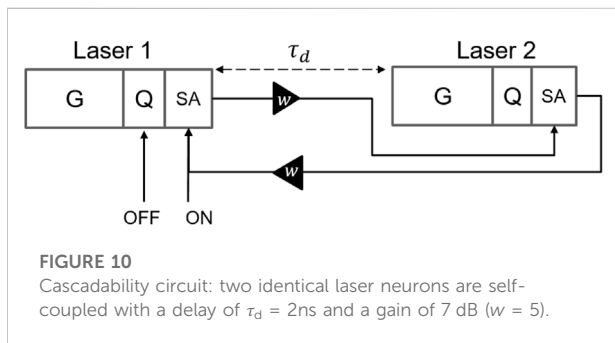 Laser 1
τd
Laser 2
G Q SA
w
G Q SA
w
OFF ON
FIGURE 10
Cascadability circuit: two identical laser neurons are self-
coupled with a delay of τd = 2ns and a gain of 7 dB (w = 5).